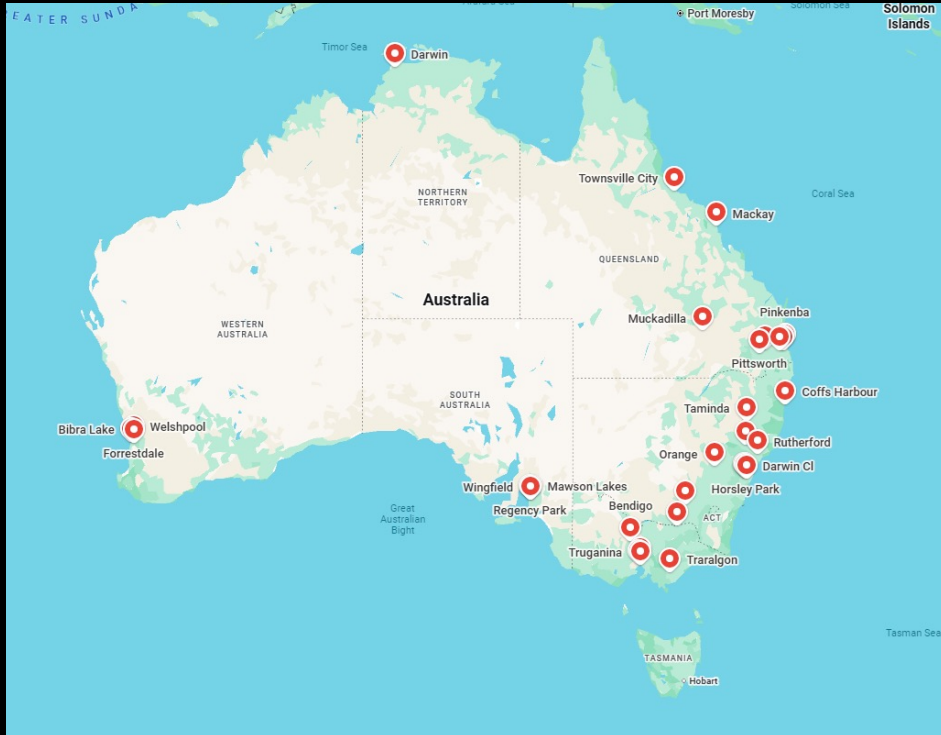 EATER SUNDA
Port Moresby
Solomon Sea
Solomon
Islands
Timor Sea
Darwin
Townsville City
Coral Sea
Mackay
NORTHERN
TERRITORY
QUEENSLAND
Australia
Muckadilla
Pinkenba
WESTERN
AUSTRALIA
Pittsworth
SOUTH
AUSTRALIA
Coffs Harbour
Taminda
Bibra Lake
Welshpool
Forrestdale
Rutherford
Orange
Darwin Cl
Wingfield
Mawson Lakes
Horsley Park
Regency Park
Bendigo
Great
Australian
Bight
ACT
Truganina
Traralgon
Tasman Sea
TASMANIA
Hobart